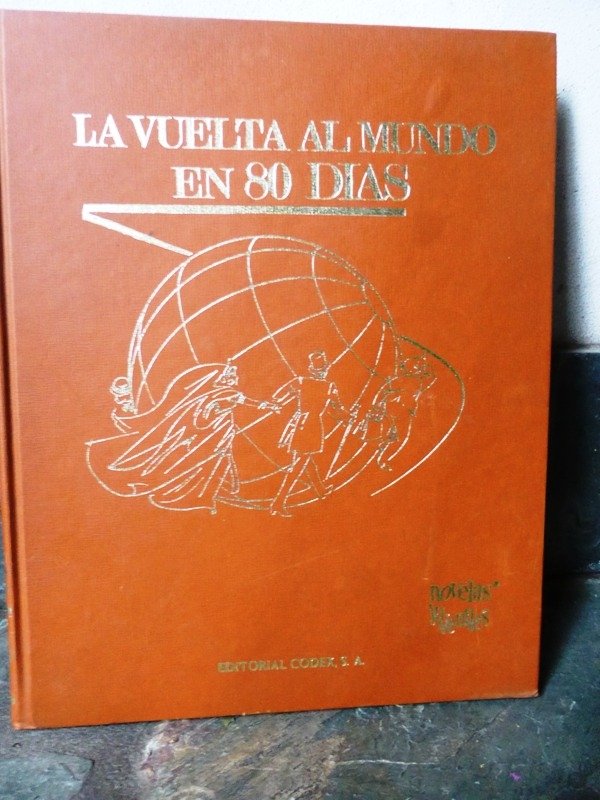 LA VUELTA AL MUNDO
EN 80 DIAS
novelas
EDITORIAL CODEX, S. A.